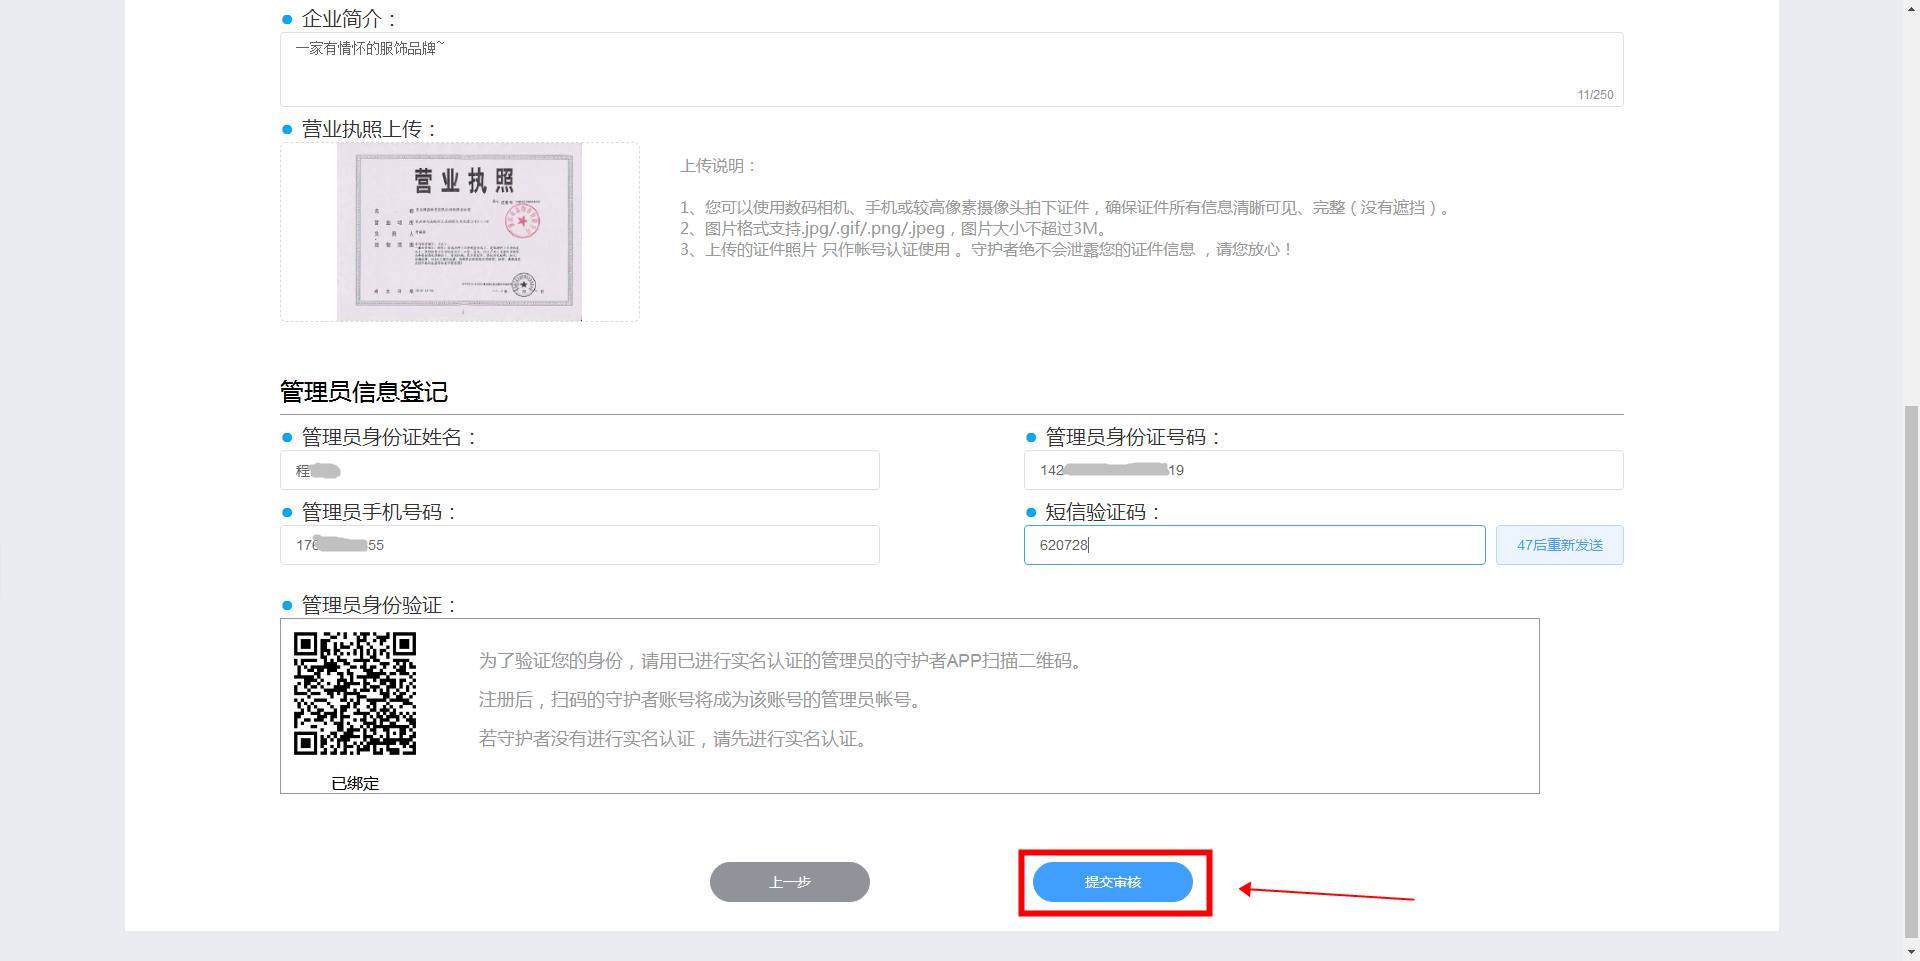 企业简介：
一家有情怀的服饰品牌~
11/250
营业执照上传：
营业执照
上传说明：
1、您可以使用数码相机、手机或较高像素摄像头拍下证件，确保证件所有信息清晰可见、完整（没有遮挡）。
2、图片格式支持.jpg/.gif/.png/.jpeg，图片大小不超过3M。
3、上传的证件照片 只作帐号认证使用 。守护者绝不会泄露您的证件信息 ，请您放心！
管理员信息登记
管理员身份证姓名：
程
管理员身份证号码：
142 19
管理员手机号码：
176 55
短信验证码：
620728
47后重新发送
管理员身份验证：
为了验证您的身份，请用已进行实名认证的管理员的守护者APP扫描二维码。
注册后，扫码的守护者账号将成为该账号的管理员帐号。
若守护者没有进行实名认证，请先进行实名认证。
已绑定
上一步
提交审核